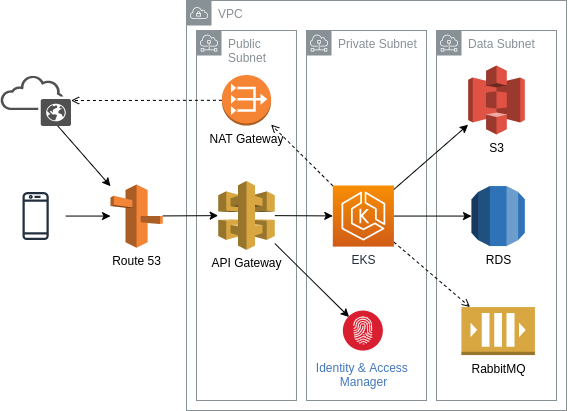 VPC
Public
Subnet
Private Subnet
Data Subnet
NAT Gateway
S3
Route 53
API Gateway
EKS
RDS
Identity & Access
Manager
RabbitMQ